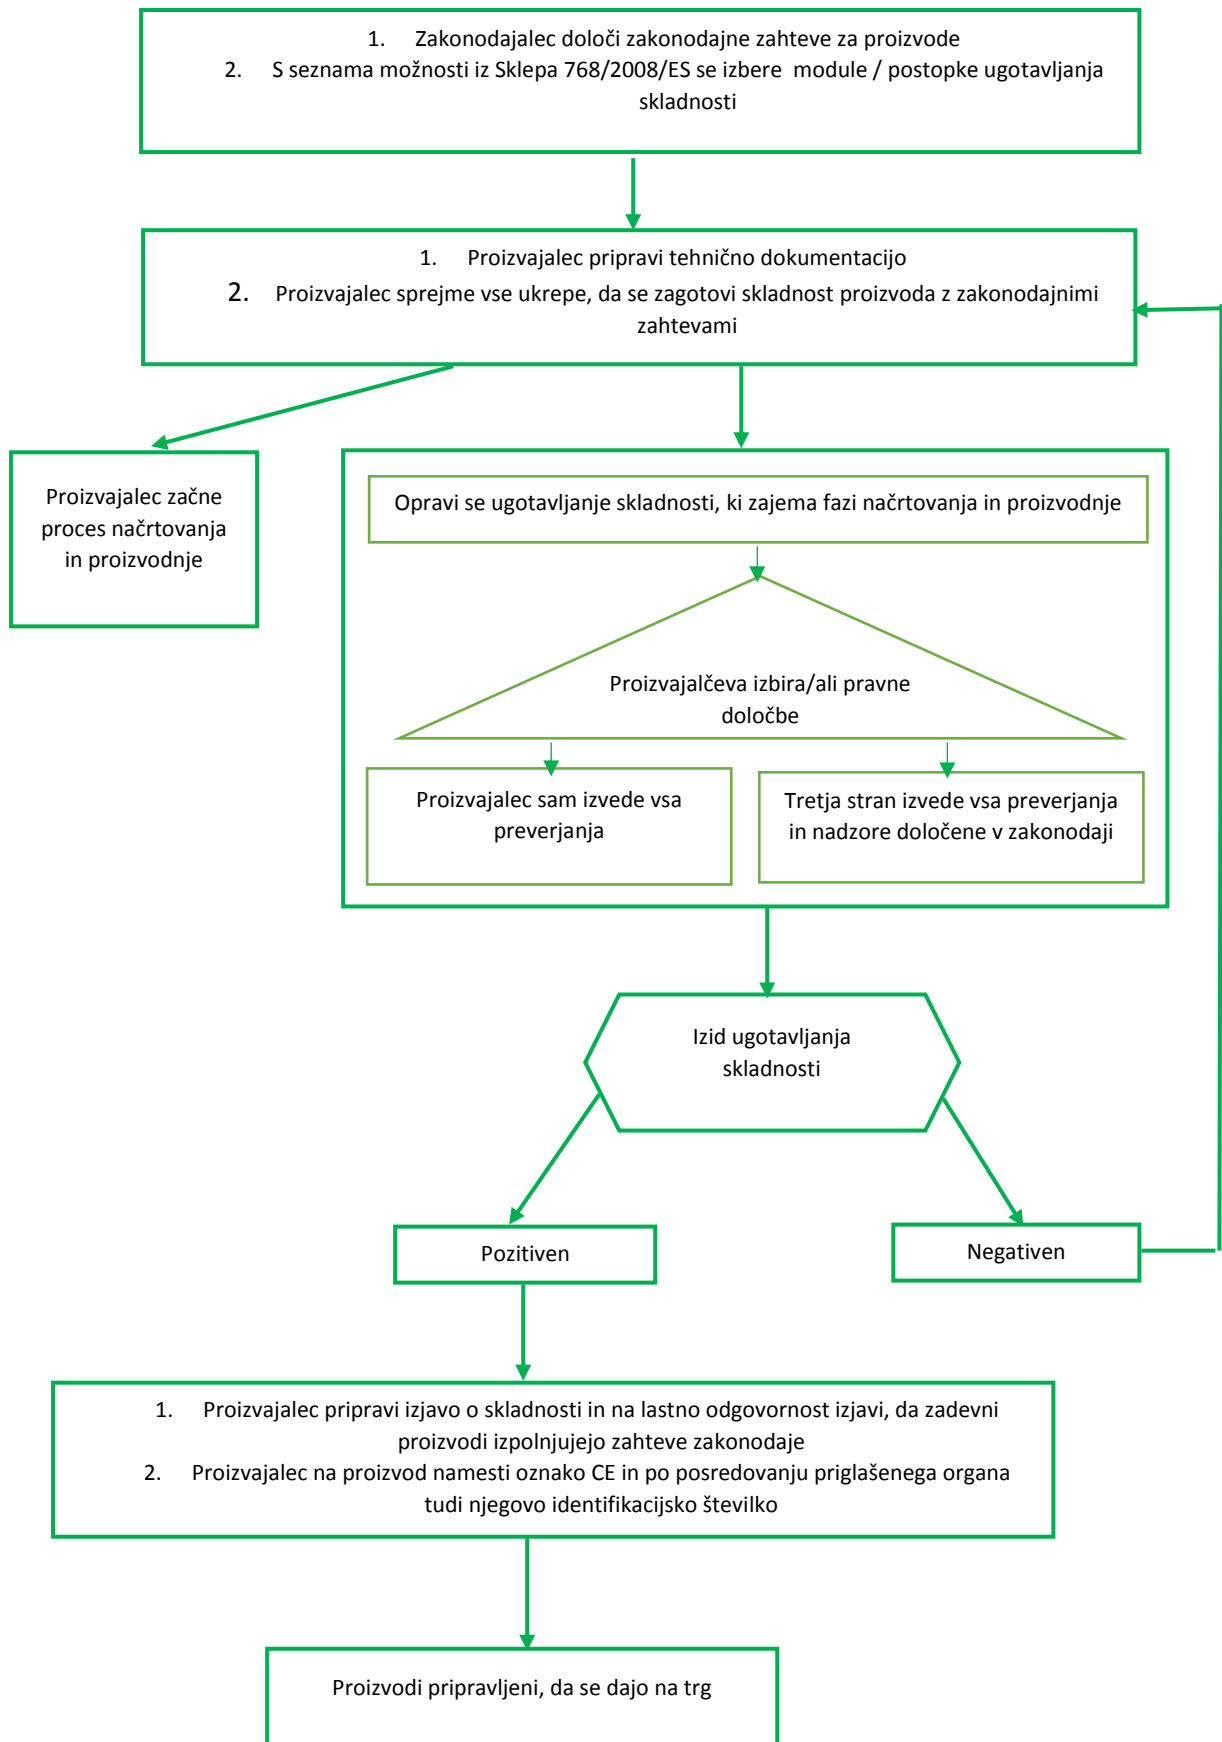 1. Zakonodajalec določi zakonodajne zahteve za proizvode
2. S seznama možnosti iz Sklepa 768/2008/ES se izbere module / postopke ugotavljanja
skladnosti
1. Proizvajalec pripravi tehnično dokumentacijo
2. Proizvajalec sprejme vse ukrepe, da se zagotovi skladnost proizvoda z zakonodajnimi
zahtevami
Proizvajalec začne
proces načrtovanja
in proizvodnje
Opravi se ugotavljanje skladnosti, ki zajema fazi načrtovanja in proizvodnje
Proizvajalčeva izbira/ali pravne
določbe
Proizvajalec sam izvede vsa
preverjanja
Tretja stran izvede vsa preverjanja
in nadzore določene v zakonodaji
Izid ugotavljanja
skladnosti
Pozitiven
Negativen
1. Proizvajalec pripravi izjavo o skladnosti in na lastno odgovornost izjavi, da zadevni
proizvodi izpolnjujejo zahteve zakonodaje
2. Proizvajalec na proizvod namesti oznako CE in po posredovanju priglašenega organa
tudi njegovo identifikacijsko številko
Proizvodi pripravljeni, da se dajo na trg